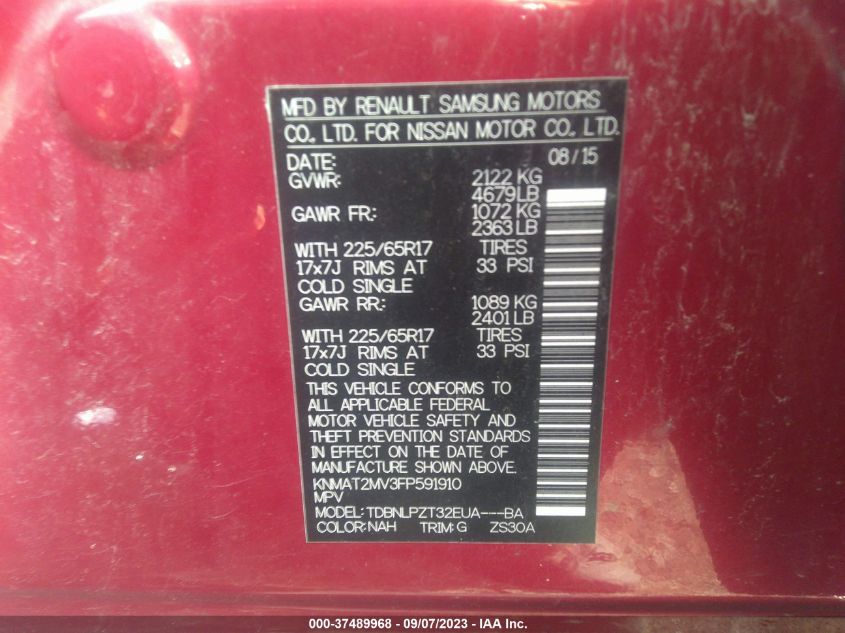 MFD BY RENAULT SAMSUNG MOTORS
CO., LTD. FOR NISSAN MOTOR CO., LTD.
DATE: 08/15
GVWR: 2122 KG
4679 LB
GAWR FR.: 1072 KG
2363 LB
WITH 225/65R17 TIRES
17x7J RIMS AT 33 PSI
COLD SINGLE
GAWR RR.: 1089 KG
2401 LB
WITH 225/65R17 TIRES
17x7J RIMS AT 33 PSI
COLD SINGLE
THIS VEHICLE CONFORMS TO
ALL APPLICABLE FEDERAL
MOTOR VEHICLE SAFETY AND
THEFT PREVENTION STANDARDS
IN EFFECT ON THE DATE OF
MANUFACTURE SHOWN ABOVE.
KNMAT2MV3FP591910
MPV
MODEL: TDBNLPZT32EUA---BA
COLOR: NAH TRIM: G ZS30A
000-37489968 - 09/07/2023 - IAA Inc.